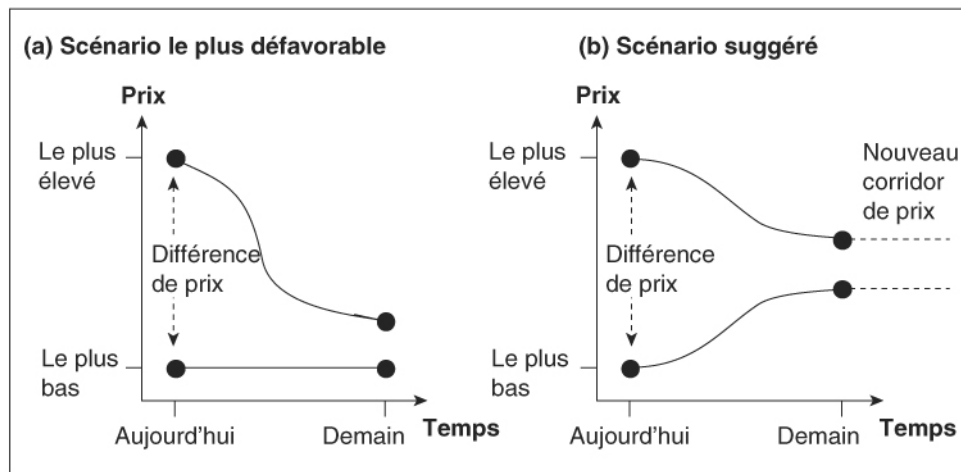 (a) Scénario le plus défavorable
Prix
Le plus
élevé
Différence
de prix
Le plus
bas
Aujourd'hui
Demain
Temps
(b) Scénario suggéré
Prix
Le plus
élevé
Nouveau
corridor
de prix
Différence
de prix
Le plus
bas
Aujourd'hui
Demain
Temps